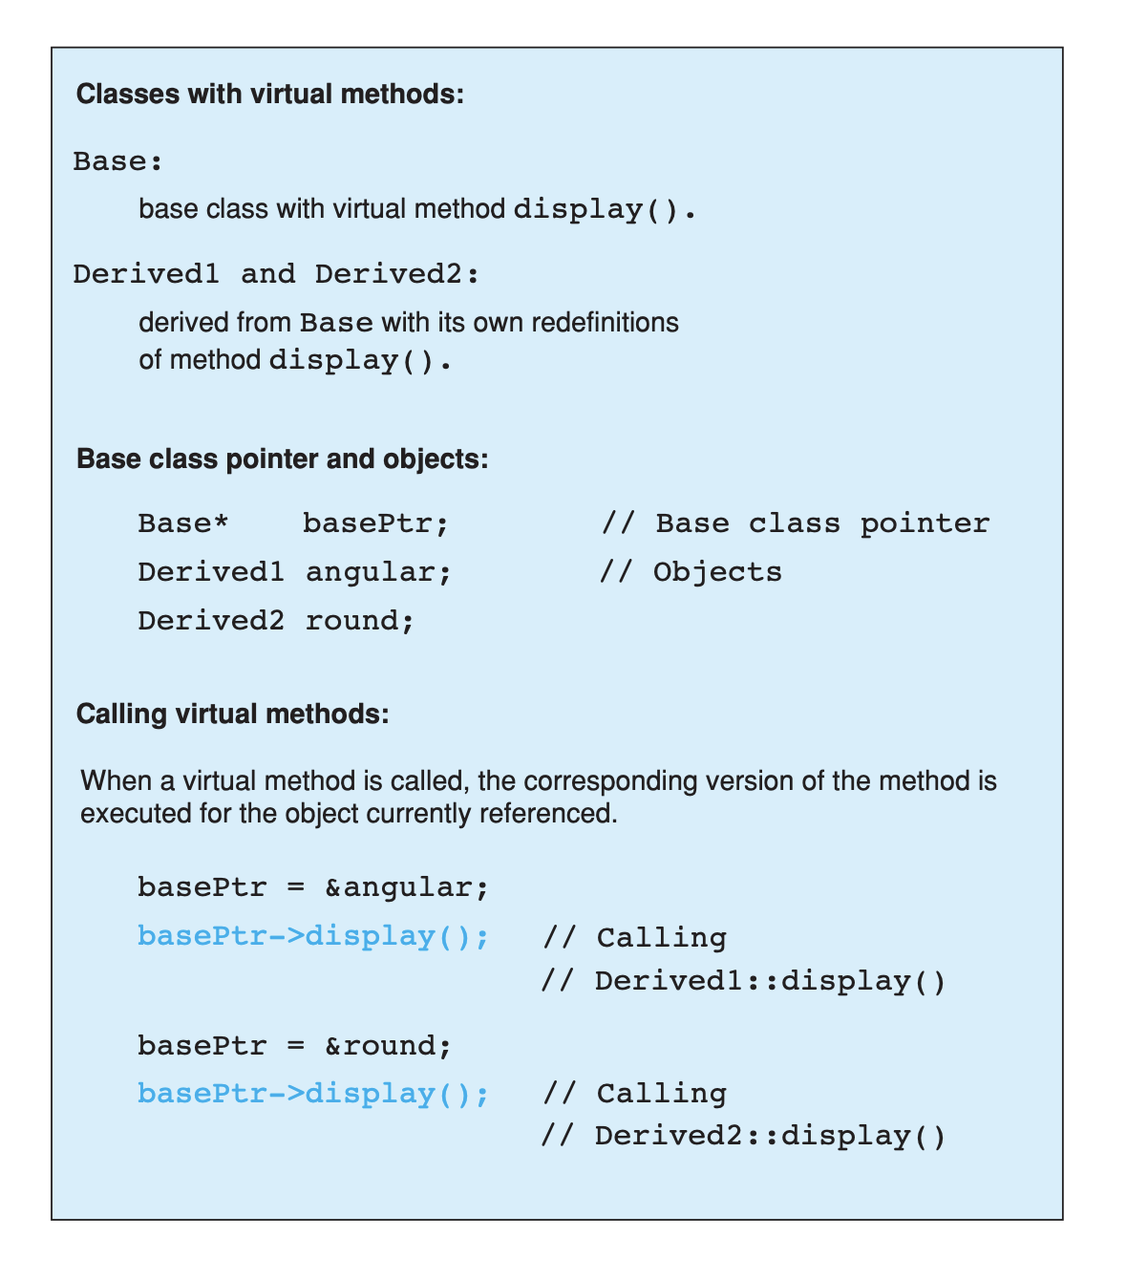 Classes with virtual methods:
Base:
base class with virtual method display().
Derived1 and Derived2:
derived from Base with its own redefinitions
of method display().
Base class pointer and objects:
Base*    basePtr;        // Base class pointer
Derived1 angular;        // Objects
Derived2 round;
Calling virtual methods:
When a virtual method is called, the corresponding version of the method is
executed for the object currently referenced.
basePtr = &angular;
basePtr->display();   // Calling
// Derived1::display()
basePtr = &round;
basePtr->display();   // Calling
// Derived2::display()